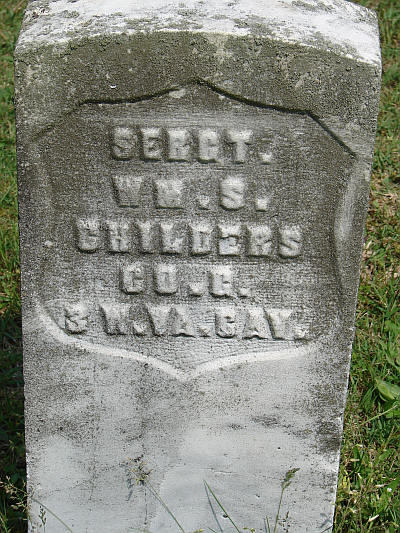 SERGT.
WM. S.
CHILDERS
CO. G.
3 W. VA. CAV.